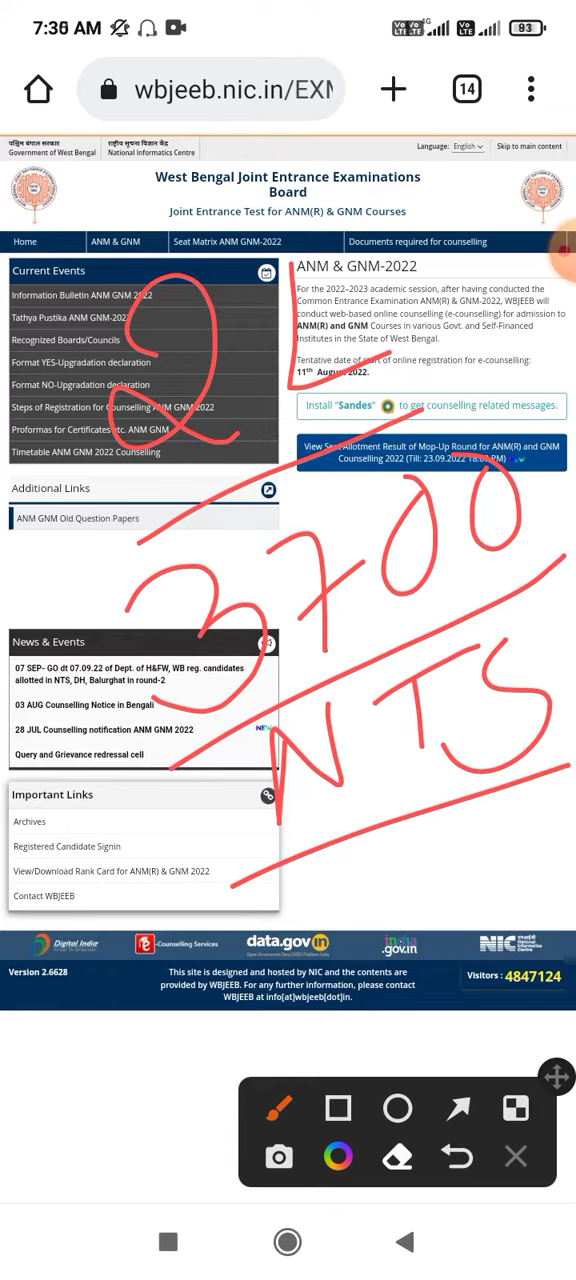 7:36 AM
4G
83
wbjeeb.nic.in/EXM
14
पश्चिम बंगाल सरकार
Government of West Bengal
राष्ट्रीय सूचना विज्ञान केंद्र
National Informatics Centre
Language: English
Skip to main content
West Bengal Joint Entrance Examinations
Board
Joint Entrance Test for ANM(R) & GNM Courses
Home
ANM & GNM
Seat Matrix ANM GNM-2022
Documents required for counselling
Current Events
Information Bulletin ANM GNM 2022
Tathya Pustika ANM GNM-2022
Recognized Boards/Councils
Format YES-Upgradation declaration
Format NO-Upgradation declaration
Steps of Registration for Counselling ANM GNM 2022
Proformas for Certificates etc. ANM GNM
Timetable ANM GNM 2022 Counselling
ANM & GNM-2022
For the 2022–2023 academic session, after having conducted the
Common Entrance Examination ANM(R) & GNM-2022, WBJEEB will
conduct web-based online counselling (e-counselling) for admission to
ANM(R) and GNM Courses in various Govt. and Self-Financed
Institutes in the State of West Bengal.
Tentative date of start of online registration for e-counselling:
11th August 2022.
Install "Sandes" to get counselling related messages.
View Seat Allotment Result of Mop-Up Round for ANM(R) and GNM
Counselling 2022 (Till: 23.09.2022 18:00 PM) NEW
2 L
3700
NTS
Additional Links
ANM GNM Old Question Papers
News & Events
07 SEP- GO dt 07.09.22 of Dept. of H&FW, WB reg. candidates
allotted in NTS, DH, Balurghat in round-2
03 AUG Counselling Notice in Bengali
28 JUL Counselling notification ANM GNM 2022 NEW
Query and Grievance redressal cell
Important Links
Archives
Registered Candidate Signin
View/Download Rank Card for ANM(R) & GNM 2022
Contact WBJEEB
Digital India
e-Counselling Services
data.gov in
india.gov.in
NIC National Informatics Centre
Version 2.6628
This site is designed and hosted by NIC and the contents are
provided by WBJEEB. For any further information, please contact
WBJEEB at info[at]wbjeeb[dot]in.
Visitors : 4847124